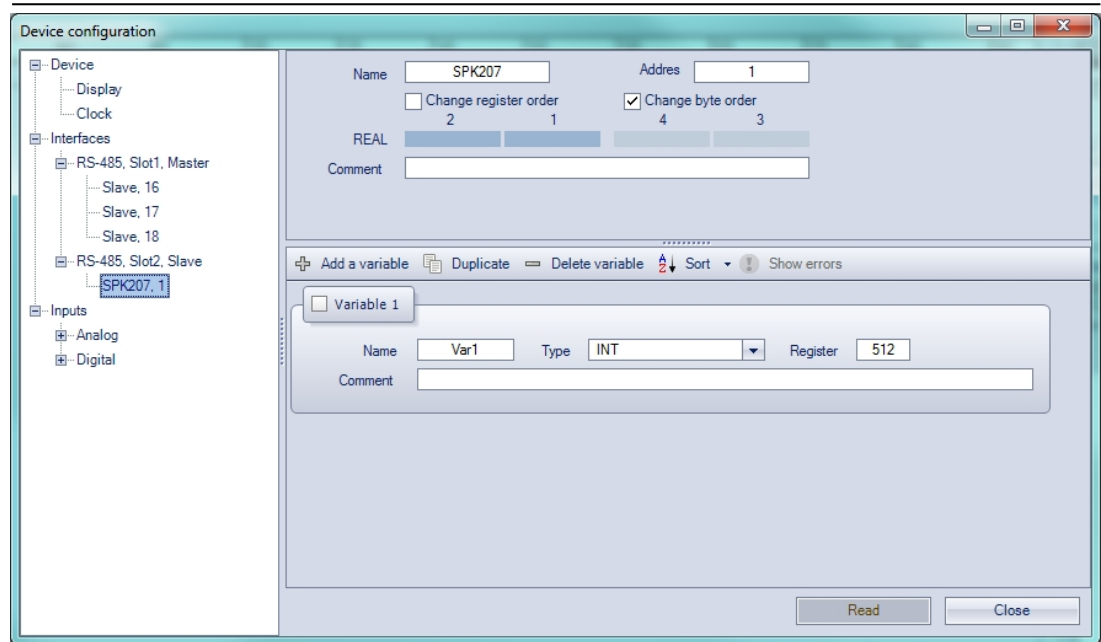 Device configuration
Device
Display
Clock
Interfaces
RS-485, Slot1, Master
Slave, 16
Slave, 17
Slave, 18
RS-485, Slot2, Slave
SPK207, 1
Inputs
Analog
Digital
Name SPK207 Addres 1
Change register order Change byte order
2 1 4 3
REAL
Comment
Add a variable Duplicate Delete variable Sort Show errors
Variable 1
Name Var1 Type INT Register 512
Comment
Read Close